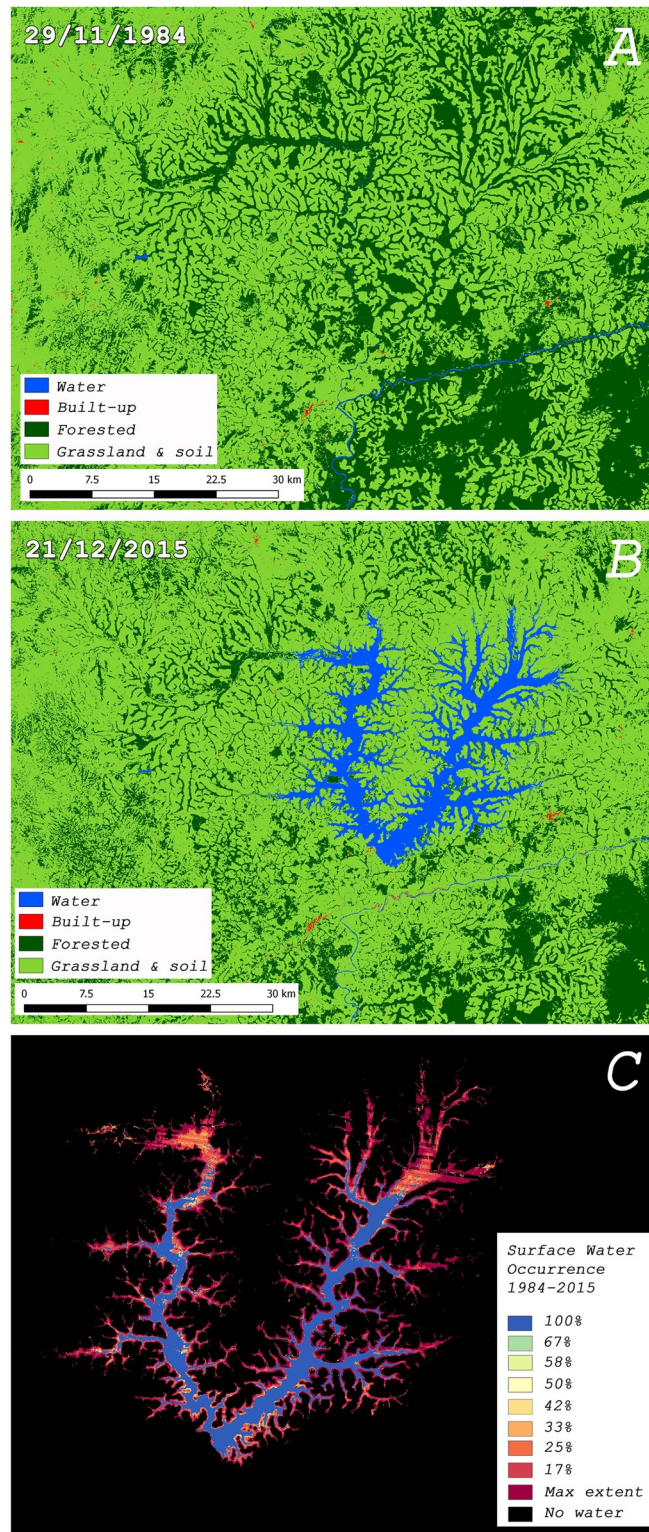 29/11/1984
A
Water
Built-up
Forested
Grassland & soil
0 7.5 15 22.5 30 km
21/12/2015
B
Water
Built-up
Forested
Grassland & soil
0 7.5 15 22.5 30 km
C
Surface Water
Occurrence
1984-2015
100%
67%
58%
50%
42%
33%
25%
17%
Max extent
No water